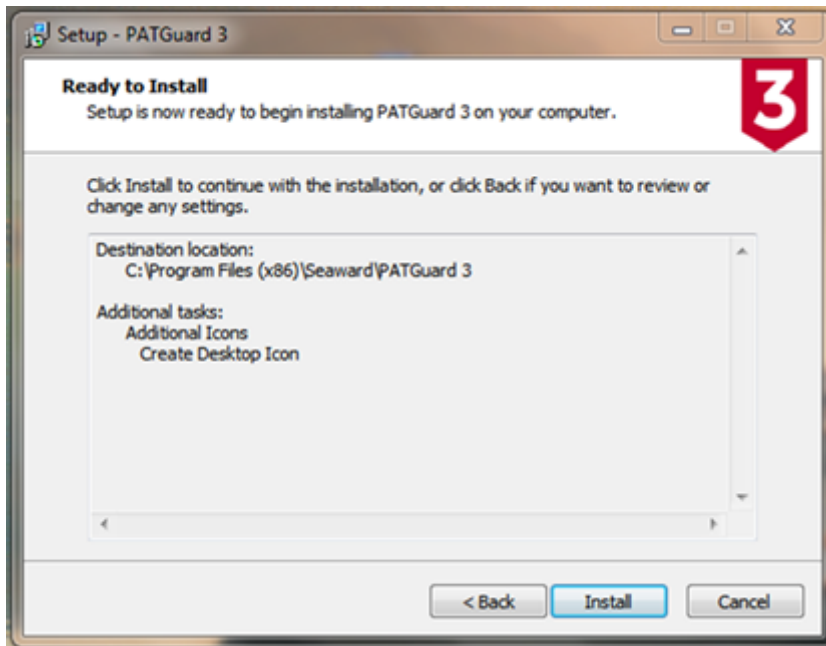 Setup - PATGuard 3
Ready to Install
Setup is now ready to begin installing PATGuard 3 on your computer.
3
Click Install to continue with the installation, or click Back if you want to review or
change any settings.
Destination location:
C:\Program Files (x86)\Seaward\PATGuard 3
Additional tasks:
Additional Icons
Create Desktop Icon
< Back Install Cancel